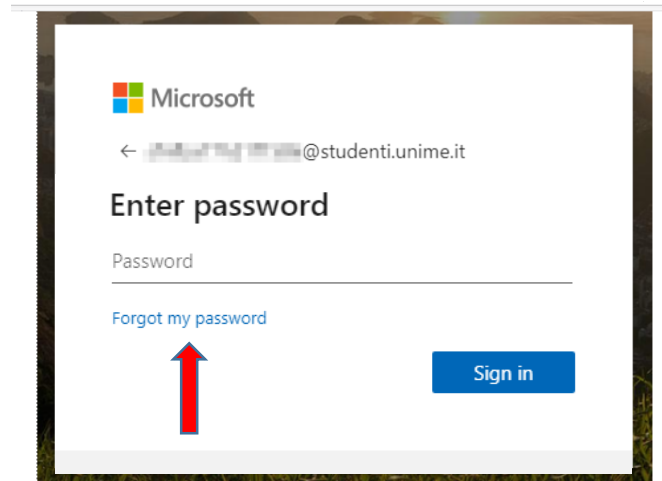 Microsoft
← @studenti.unime.it
Enter password
Password
Forgot my password
Sign in